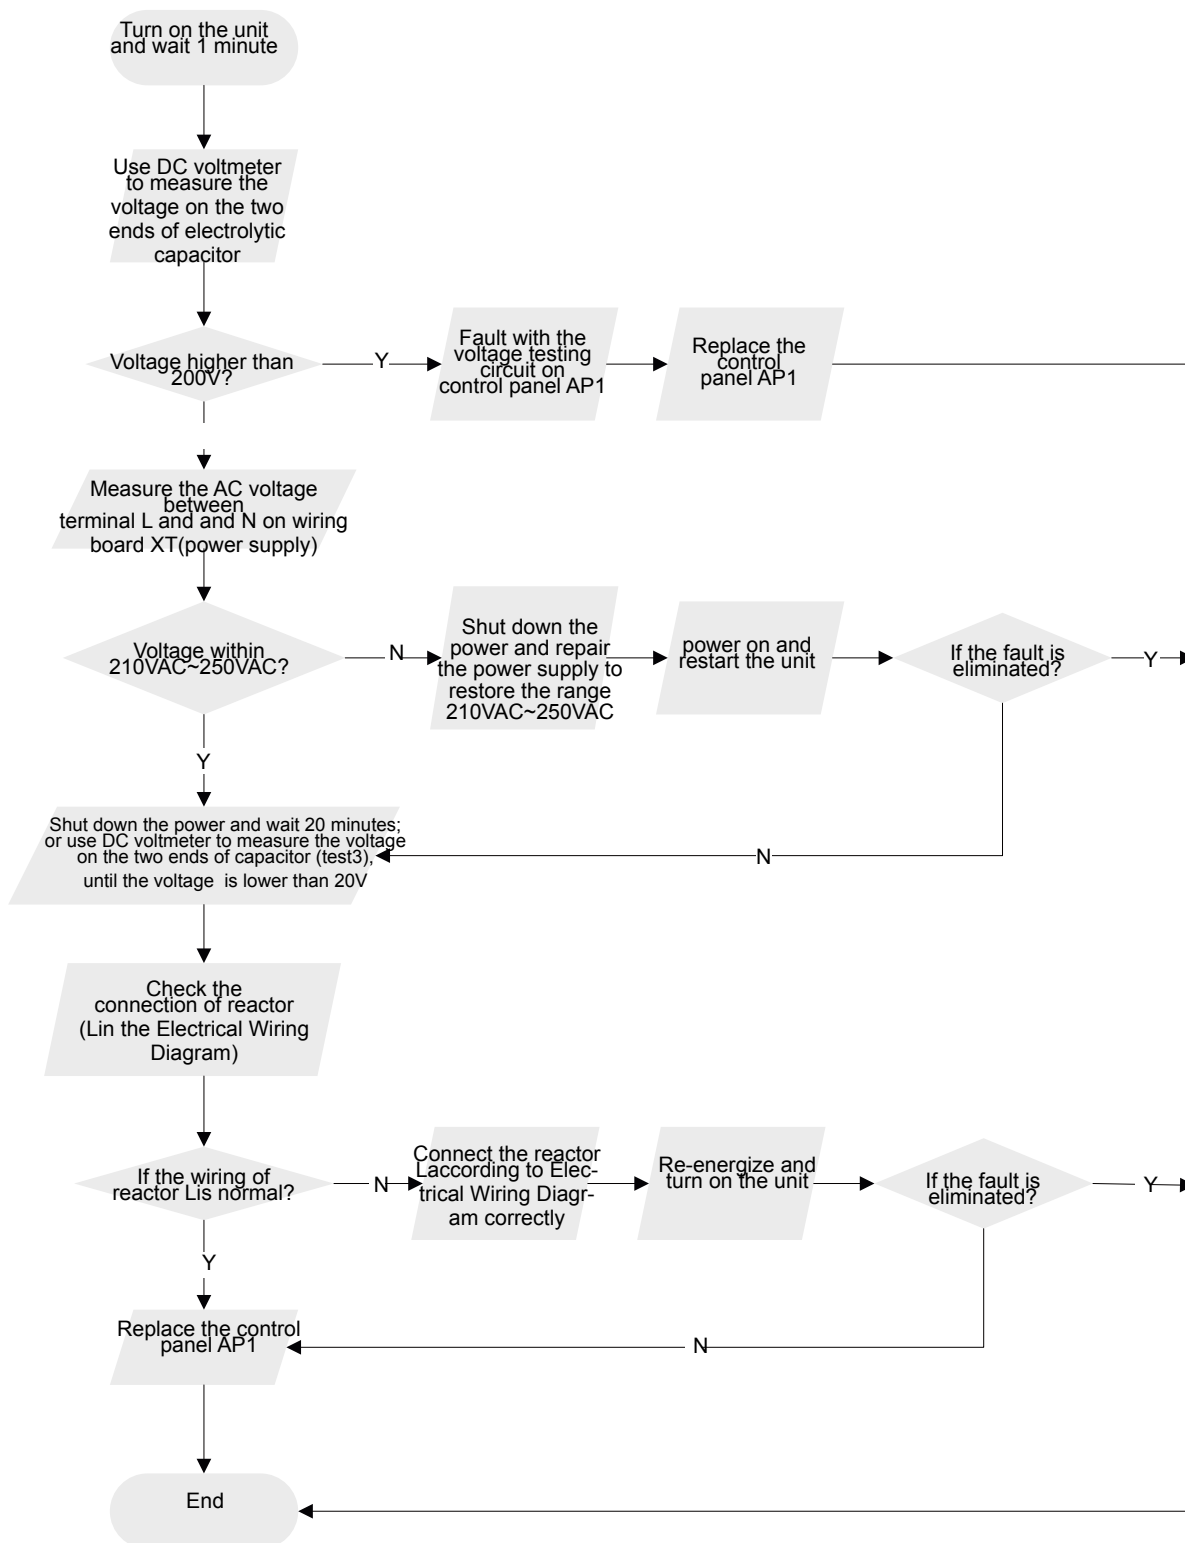 Turn on the unit
and wait 1 minute
Use DC voltmeter
to measure the
voltage on the two
ends of electrolytic
capacitor
Voltage higher than
200V?
Y
Fault with the
voltage testing
circuit on
control panel AP1
Replace the
control
panel AP1
Measure the AC voltage
between
terminal L and and N on wiring
board XT(power supply)
Voltage within
210VAC~250VAC?
N
Shut down the
power and repair
the power supply to
restore the range
210VAC~250VAC
power on and
restart the unit
If the fault is
eliminated?
Y
Y
Shut down the power and wait 20 minutes;
or use DC voltmeter to measure the voltage
on the two ends of capacitor (test3),
until the voltage is lower than 20V
N
Check the
connection of reactor
(Lin the Electrical Wiring
Diagram)
If the wiring of
reactor Lis normal?
N
Connect the reactor
Laccording to Elec-
trical Wiring Diagr-
am correctly
Re-energize and
turn on the unit
If the fault is
eliminated?
Y
Y
Replace the control
panel AP1
N
End